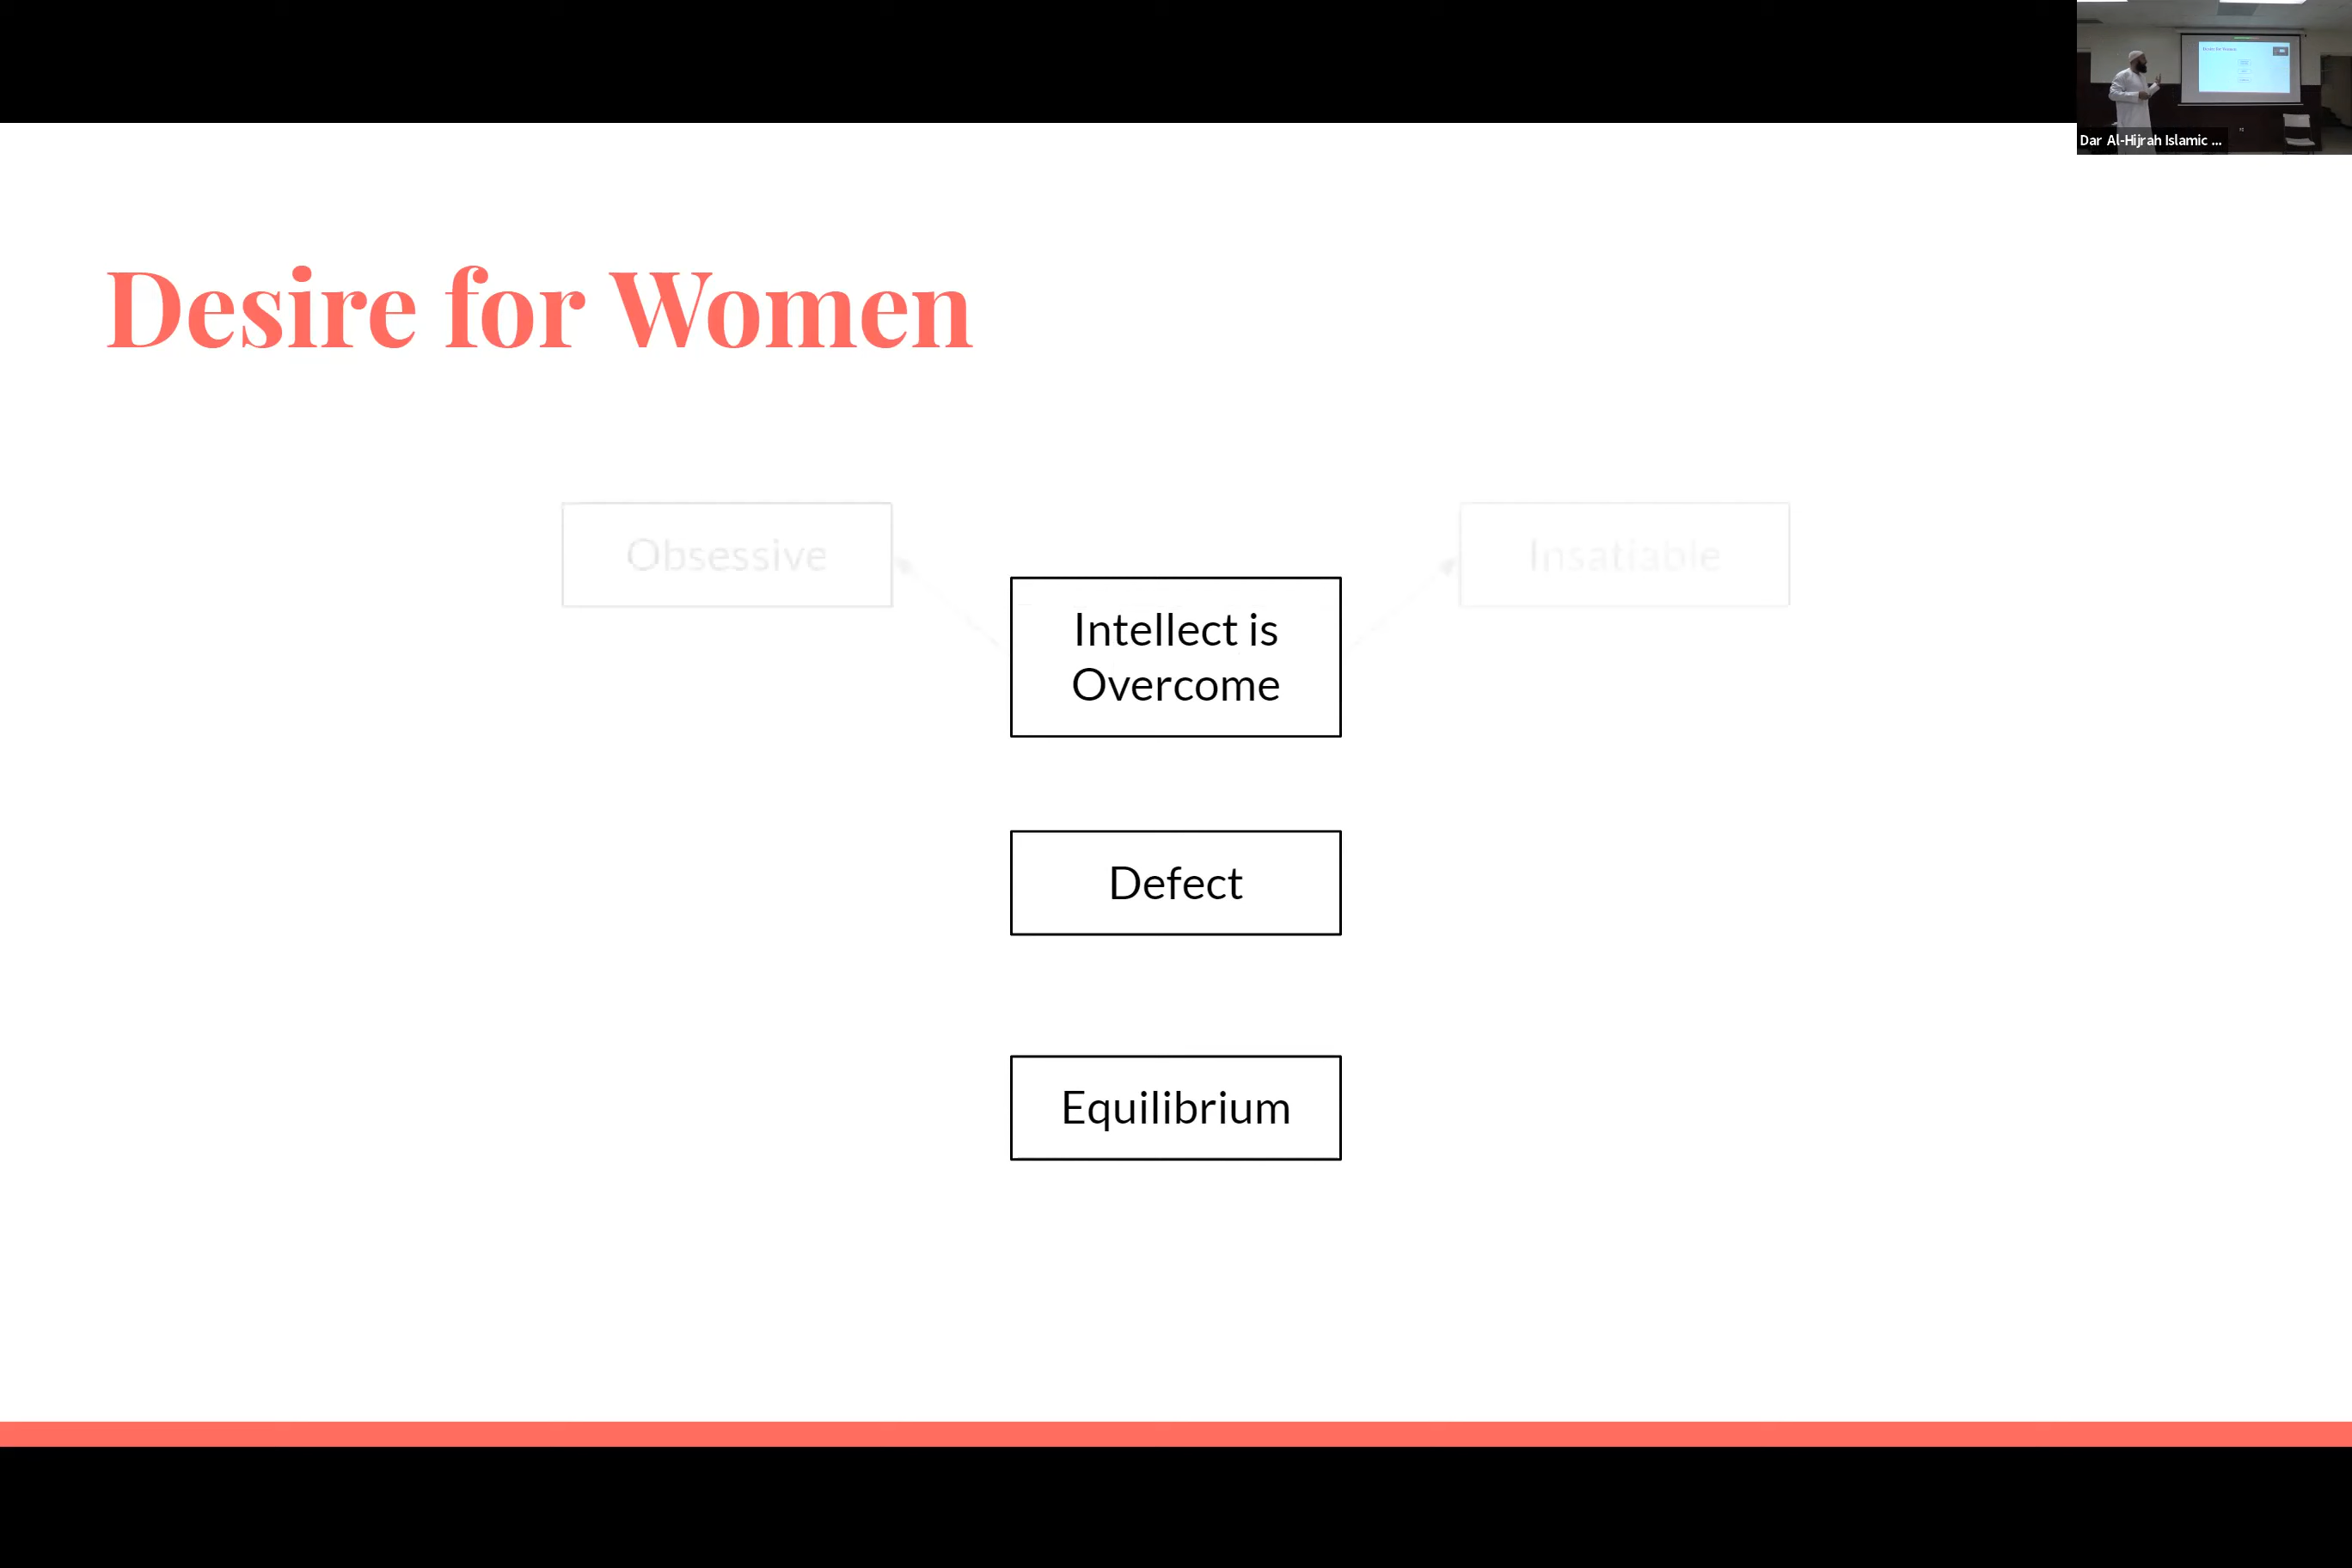 Dar Al-Hijrah Islamic ...
Desire for Women
Obsessive
Insatiable
Intellect is
Overcome
Defect
Equilibrium